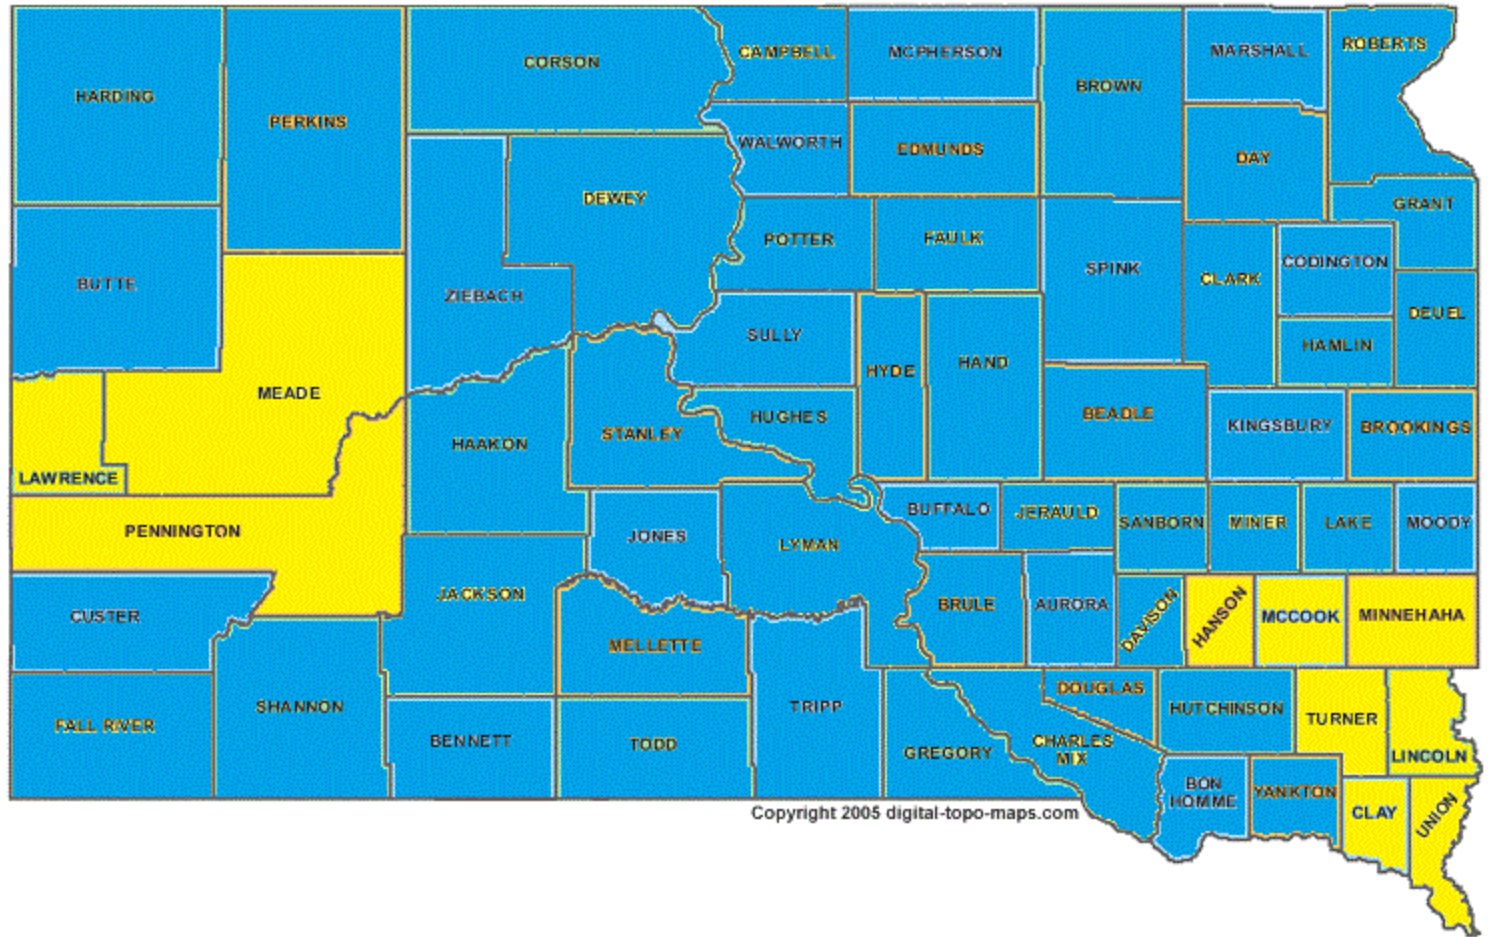 HARDING
PERKINS
CORSON
CAMPBELL
MCPHERSON
BROWN
MARSHALL
ROBERTS
WALWORTH
EDMUNDS
DAY
DEWEY
GRANT
POTTER
FAULK
SPINK
CLARK
CODINGTON
BUTTE
ZIEBACH
DEUEL
SULLY
HYDE
HAND
HAMLIN
MEADE
HAAKON
STANLEY
HUGHES
BEADLE
KINGSBURY
BROOKINGS
LAWRENCE
PENNINGTON
JONES
LYMAN
BUFFALO
JERAULD
SANBORN
MINER
LAKE
MOODY
CUSTER
JACKSON
MELLETTE
BRULE
AURORA
DAVISON
HANSON
MCCOOK
MINNEHAHA
FALL RIVER
SHANNON
BENNETT
TODD
TRIPP
GREGORY
CHARLES
MIX
DOUGLAS
HUTCHINSON
TURNER
LINCOLN
BON
HOMME
YANKTON
CLAY
UNION
Copyright 2005 digital-topo-maps.com